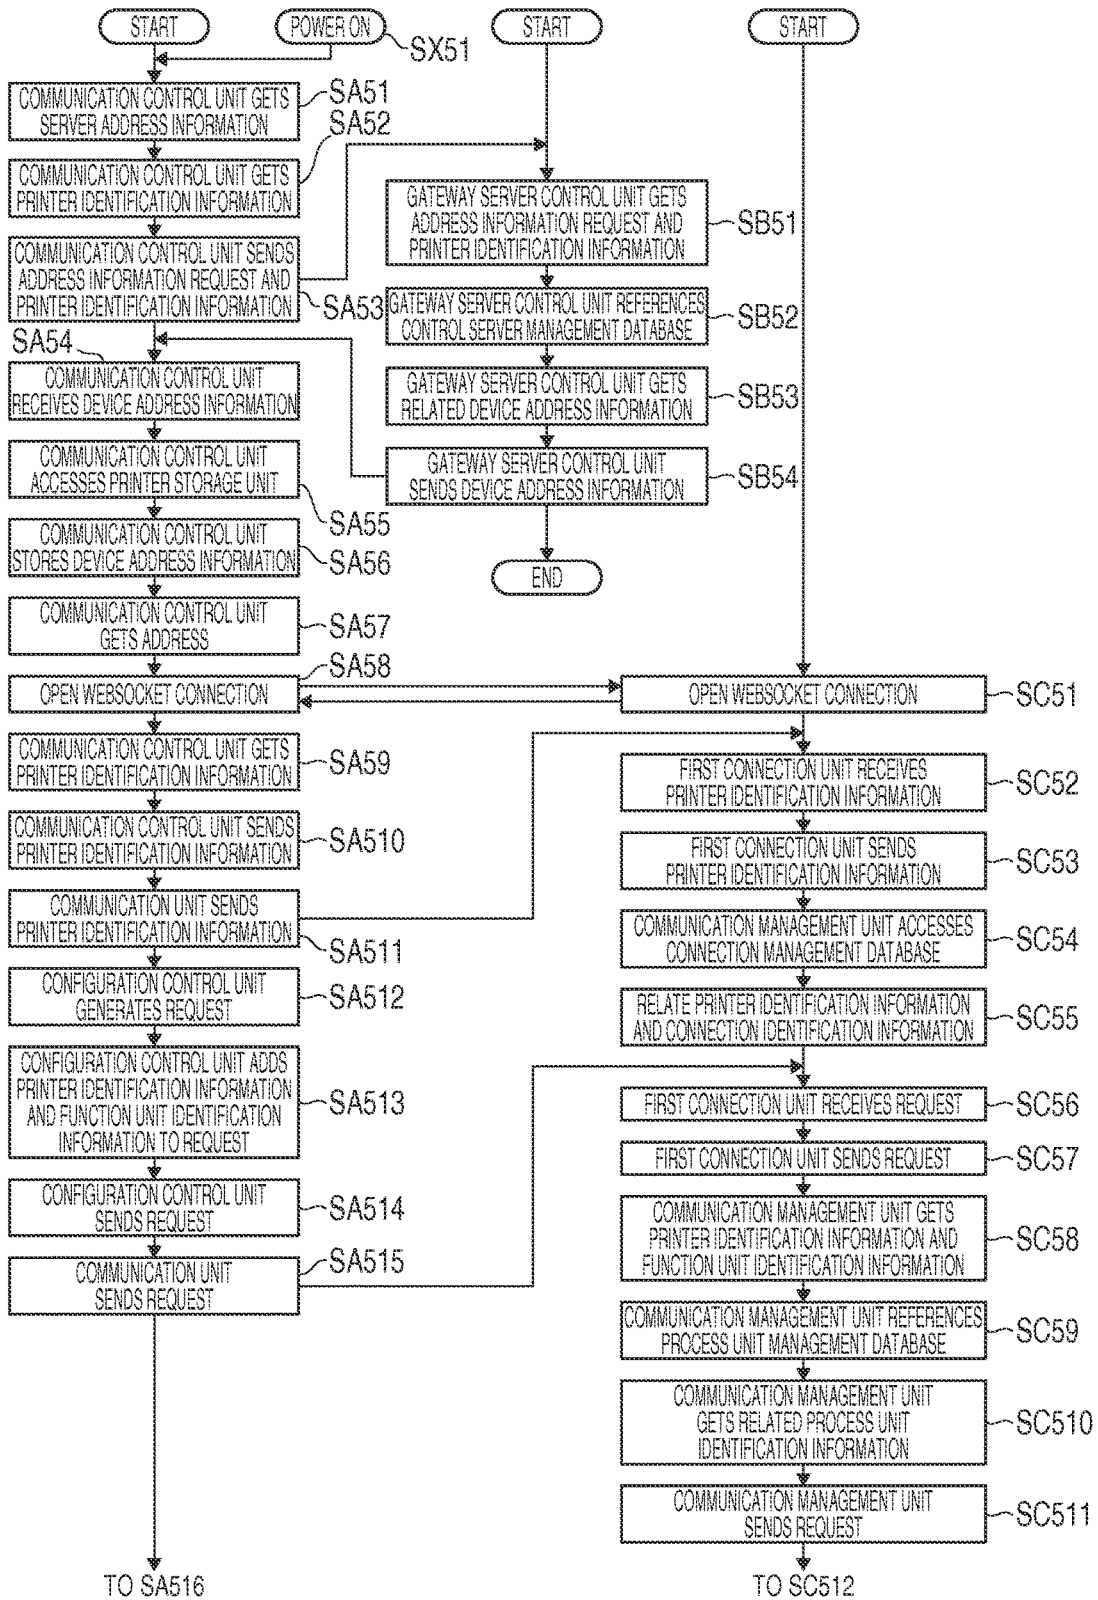 START
POWER ON
SX51
COMMUNICATION CONTROL UNIT GETS
SERVER ADDRESS INFORMATION
SA51
COMMUNICATION CONTROL UNIT GETS
PRINTER IDENTIFICATION INFORMATION
SA52
COMMUNICATION CONTROL UNIT SENDS
ADDRESS INFORMATION REQUEST AND
PRINTER IDENTIFICATION INFORMATION
SA53
SA54
COMMUNICATION CONTROL UNIT
RECEIVES DEVICE ADDRESS INFORMATION
COMMUNICATION CONTROL UNIT
ACCESSES PRINTER STORAGE UNIT
SA55
COMMUNICATION CONTROL UNIT
STORES DEVICE ADDRESS INFORMATION
SA56
COMMUNICATION CONTROL UNIT
GETS ADDRESS
SA57
OPEN WEBSOCKET CONNECTION
SA58
COMMUNICATION CONTROL UNIT GETS
PRINTER IDENTIFICATION INFORMATION
SA59
COMMUNICATION CONTROL UNIT SENDS
PRINTER IDENTIFICATION INFORMATION
SA510
COMMUNICATION UNIT SENDS
PRINTER IDENTIFICATION INFORMATION
SA511
CONFIGURATION CONTROL UNIT
GENERATES REQUEST
SA512
CONFIGURATION CONTROL UNIT ADDS
PRINTER IDENTIFICATION INFORMATION
AND FUNCTION UNIT IDENTIFICATION
INFORMATION TO REQUEST
SA513
CONFIGURATION CONTROL UNIT
SENDS REQUEST
SA514
COMMUNICATION UNIT
SENDS REQUEST
SA515
TO SA516
START
GATEWAY SERVER CONTROL UNIT GETS
ADDRESS INFORMATION REQUEST AND
PRINTER IDENTIFICATION INFORMATION
SB51
GATEWAY SERVER CONTROL UNIT REFERENCES
CONTROL SERVER MANAGEMENT DATABASE
SB52
GATEWAY SERVER CONTROL UNIT GETS
RELATED DEVICE ADDRESS INFORMATION
SB53
GATEWAY SERVER CONTROL UNIT
SENDS DEVICE ADDRESS INFORMATION
SB54
END
START
OPEN WEBSOCKET CONNECTION
SC51
FIRST CONNECTION UNIT RECEIVES
PRINTER IDENTIFICATION INFORMATION
SC52
FIRST CONNECTION UNIT SENDS
PRINTER IDENTIFICATION INFORMATION
SC53
COMMUNICATION MANAGEMENT UNIT ACCESSES
CONNECTION MANAGEMENT DATABASE
SC54
RELATE PRINTER IDENTIFICATION INFORMATION
AND CONNECTION IDENTIFICATION INFORMATION
SC55
FIRST CONNECTION UNIT RECEIVES REQUEST
SC56
FIRST CONNECTION UNIT SENDS REQUEST
SC57
COMMUNICATION MANAGEMENT UNIT GETS
PRINTER IDENTIFICATION INFORMATION AND
FUNCTION UNIT IDENTIFICATION INFORMATION
SC58
COMMUNICATION MANAGEMENT UNIT REFERENCES
PROCESS UNIT MANAGEMENT DATABASE
SC59
COMMUNICATION MANAGEMENT UNIT
GETS RELATED PROCESS UNIT
IDENTIFICATION INFORMATION
SC510
COMMUNICATION MANAGEMENT UNIT
SENDS REQUEST
SC511
TO SC512